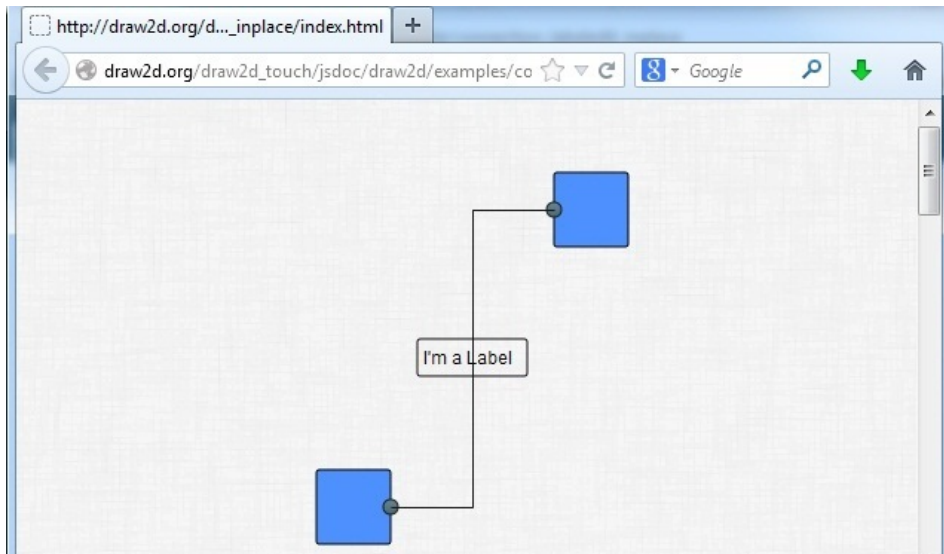 http://draw2d.org/d..._inplace/index.html
draw2d.org/draw2d_touch/jsdoc/draw2d/examples/co
Google
I'm a Label